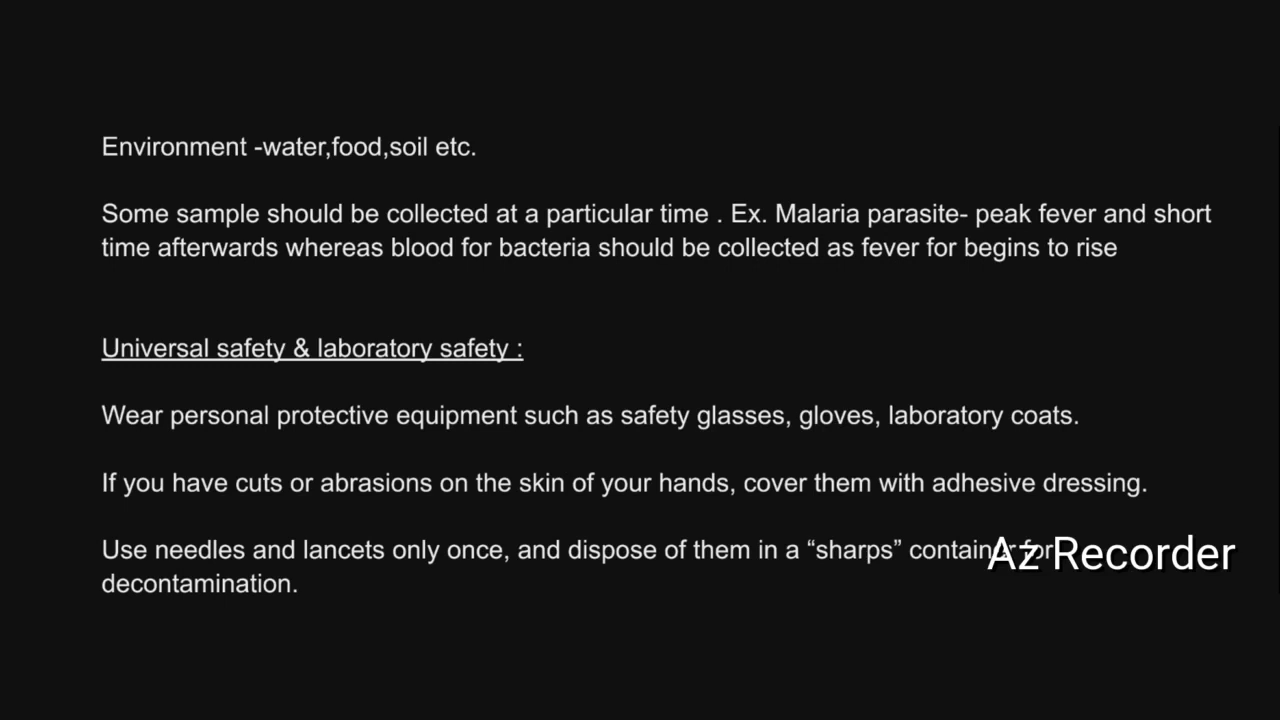 Environment -water,food,soil etc.
Some sample should be collected at a particular time . Ex. Malaria parasite- peak fever and short
time afterwards whereas blood for bacteria should be collected as fever for begins to rise
Universal safety & laboratory safety :
Wear personal protective equipment such as safety glasses, gloves, laboratory coats.
If you have cuts or abrasions on the skin of your hands, cover them with adhesive dressing.
Use needles and lancets only once, and dispose of them in a “sharps” container for
Az Recorder
decontamination.